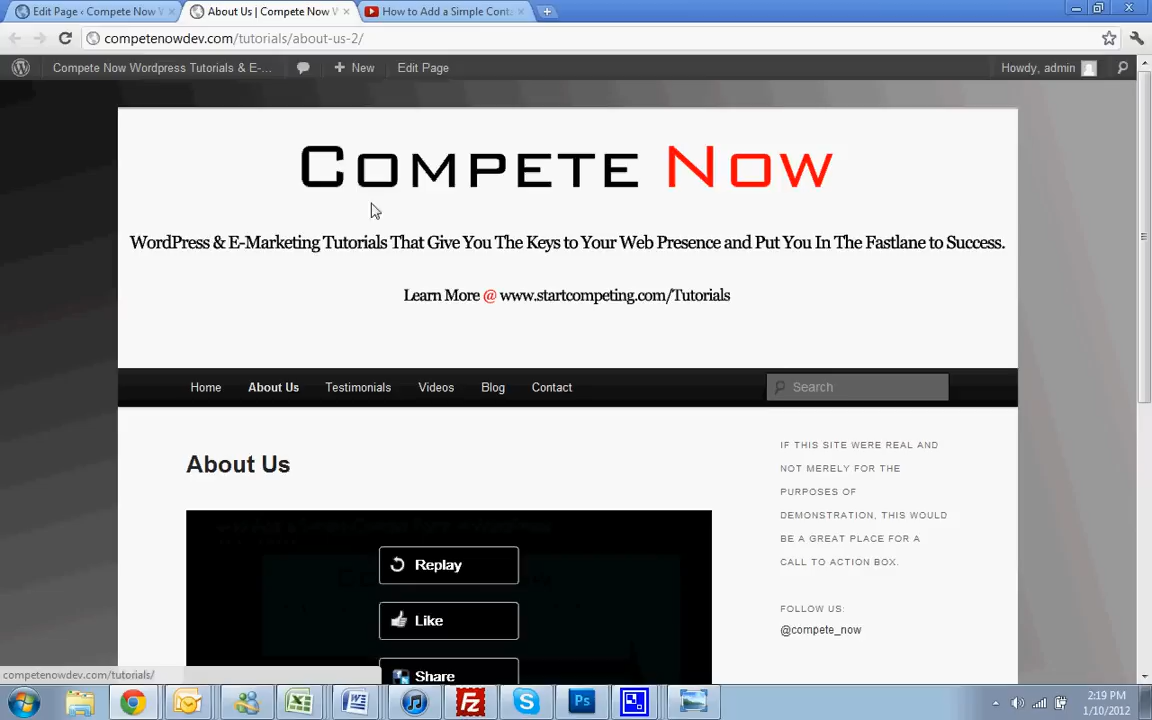 Edit Page ‹ Compete Now W
About Us | Compete Now W
How to Add a Simple Cont
competenowdev.com/tutorials/about-us-2/
Compete Now Wordpress Tutorials & E-...
New
Edit Page
Howdy, admin
Compete Now
WordPress & E-Marketing Tutorials That Give You The Keys to Your Web Presence and Put You In The Fastlane to Success.
Learn More @ www.startcompeting.com/Tutorials
Home
About Us
Testimonials
Videos
Blog
Contact
Search
About Us
Replay
Like
Share
IF THIS SITE WERE REAL AND
NOT MERELY FOR THE
PURPOSES OF
DEMONSTRATION, THIS WOULD
BE A GREAT PLACE FOR A
CALL TO ACTION BOX.
FOLLOW US:
@compete_now
competenowdev.com/tutorials/
Ps
2:19 PM
1/10/2012